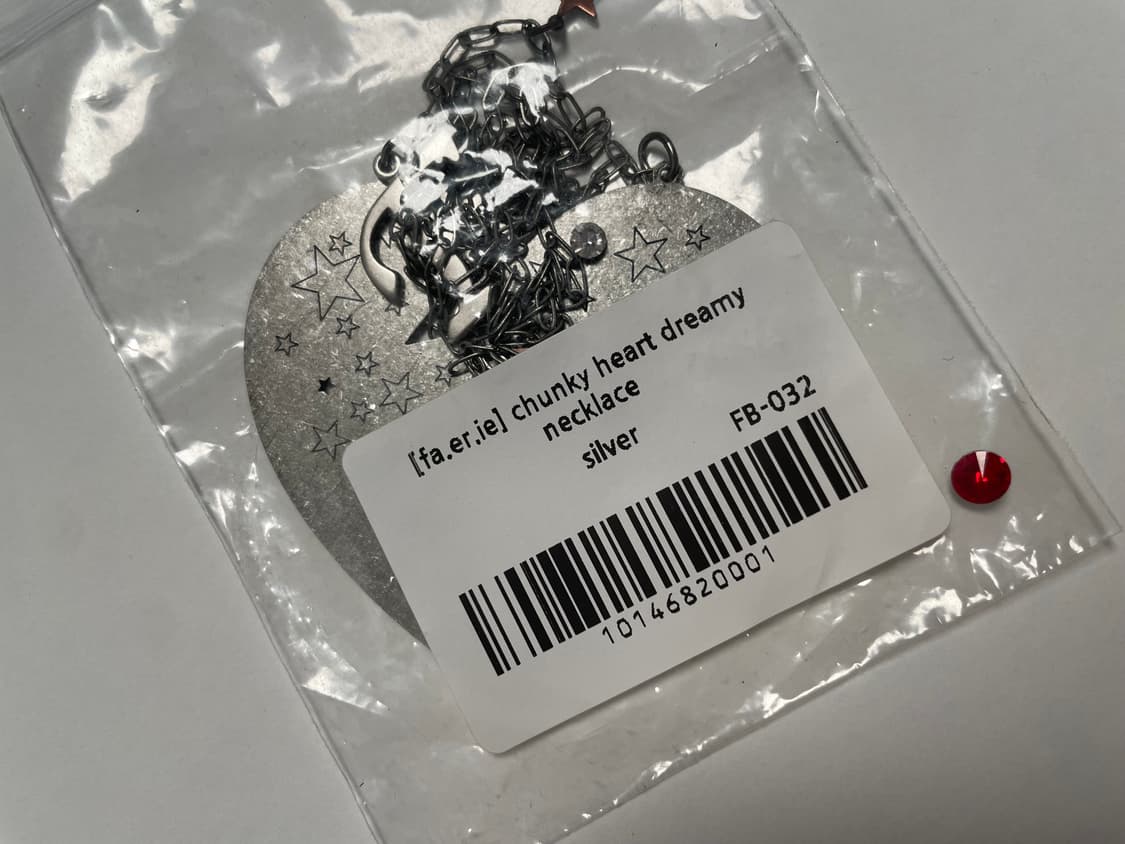 [fa.er.ie] chunky heart dreamy
necklace
silver
FB-032
10146820001